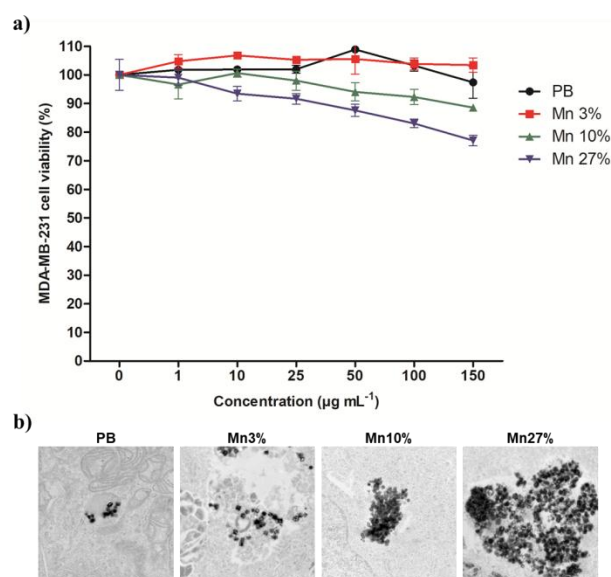 a)
110
100
90
80
70
60
50
40
30
20
10
0
MDA-MB-231 cell viability (%)
0 1 10 25 50 100 150
Concentration (µg mL⁻¹)
PB
Mn 3%
Mn 10%
Mn 27%
b)
PB Mn3% Mn10% Mn27%